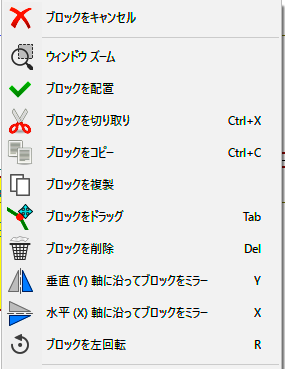 ブロックをキャンセル
ウィンドウ ズーム
ブロックを配置
ブロックを切り取り Ctrl+X
ブロックをコピー Ctrl+C
ブロックを複製
ブロックをドラッグ Tab
ブロックを削除 Del
垂直 (Y) 軸に沿ってブロックをミラー Y
水平 (X) 軸に沿ってブロックをミラー X
ブロックを左回転 R